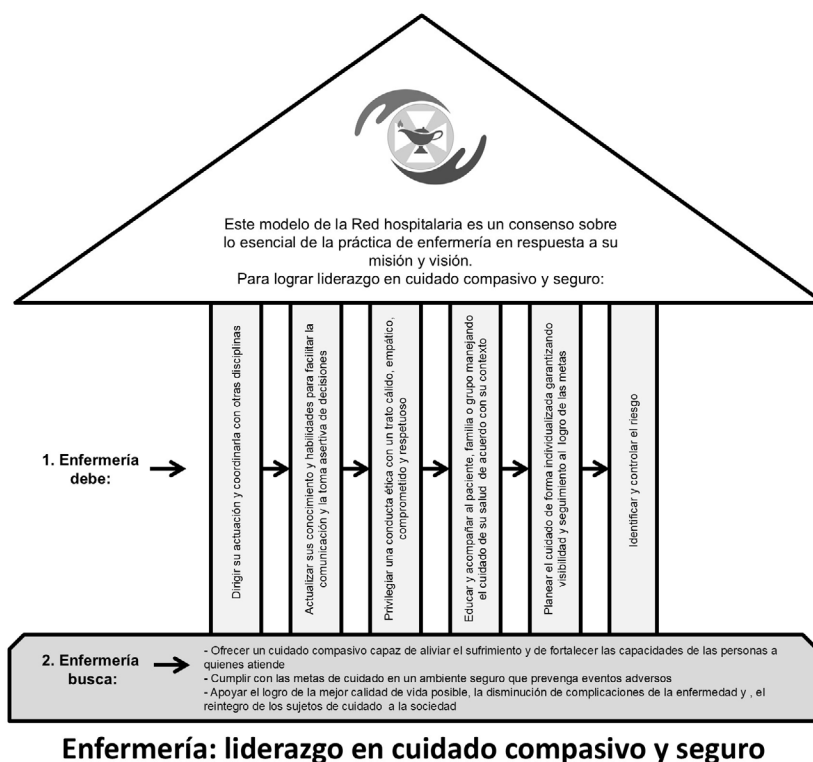 Este modelo de la Red hospitalaria es un consenso sobre
lo esencial de la práctica de enfermería en respuesta a su
misión y visión.
Para lograr liderazgo en cuidado compasivo y seguro:
1. Enfermería
debe:
Dirigir su actuación y coordinarla con otras disciplinas
Actualizar sus conocimiento y habilidades para facilitar la
comunicación y la toma asertiva de decisiones
Privilegiar una conducta ética con un trato cálido, empático,
comprometido y respetuoso
Educar y acompañar al paciente, familia o grupo manejando
el cuidado de su salud de acuerdo con su contexto
Planear el cuidado de forma individualizada garantizando
visibilidad y seguimiento al logro de las metas
Identificar y controlar el riesgo
2. Enfermería
busca:
- Ofrecer un cuidado compasivo capaz de aliviar el sufrimiento y de fortalecer las capacidades de las personas a
quienes atiende
- Cumplir con las metas de cuidado en un ambiente seguro que prevenga eventos adversos
- Apoyar el logro de la mejor calidad de vida posible, la disminución de complicaciones de la enfermedad y , el
reintegro de los sujetos de cuidado a la sociedad
Enfermería: liderazgo en cuidado compasivo y seguro